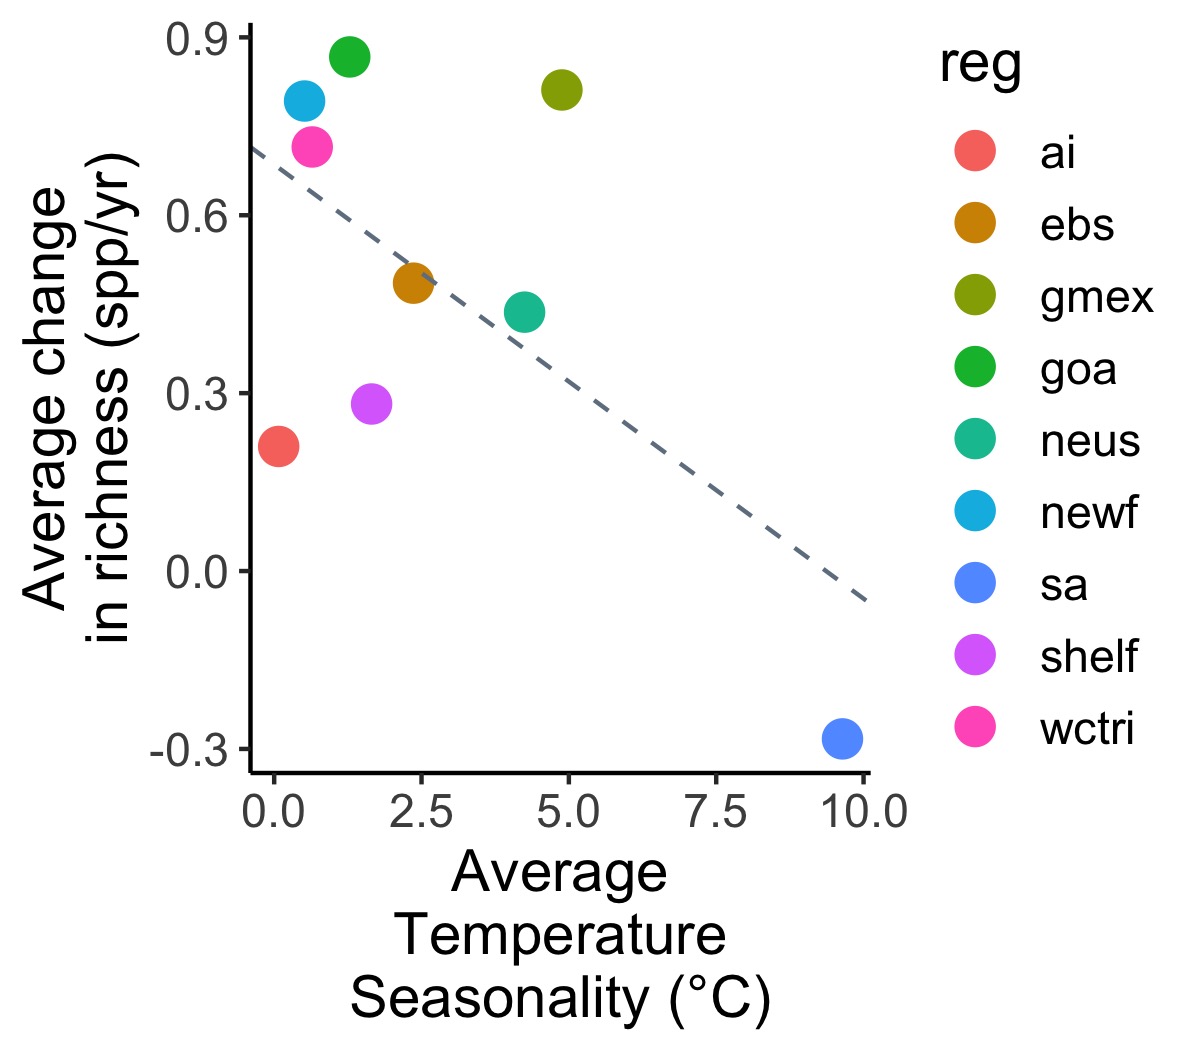 Average change
in richness (spp/yr)
0.9
0.6
0.3
0.0
-0.3
0.0 2.5 5.0 7.5 10.0
Average
Temperature
Seasonality (°C)
reg
ai
ebs
gmex
goa
neus
newf
sa
shelf
wctri